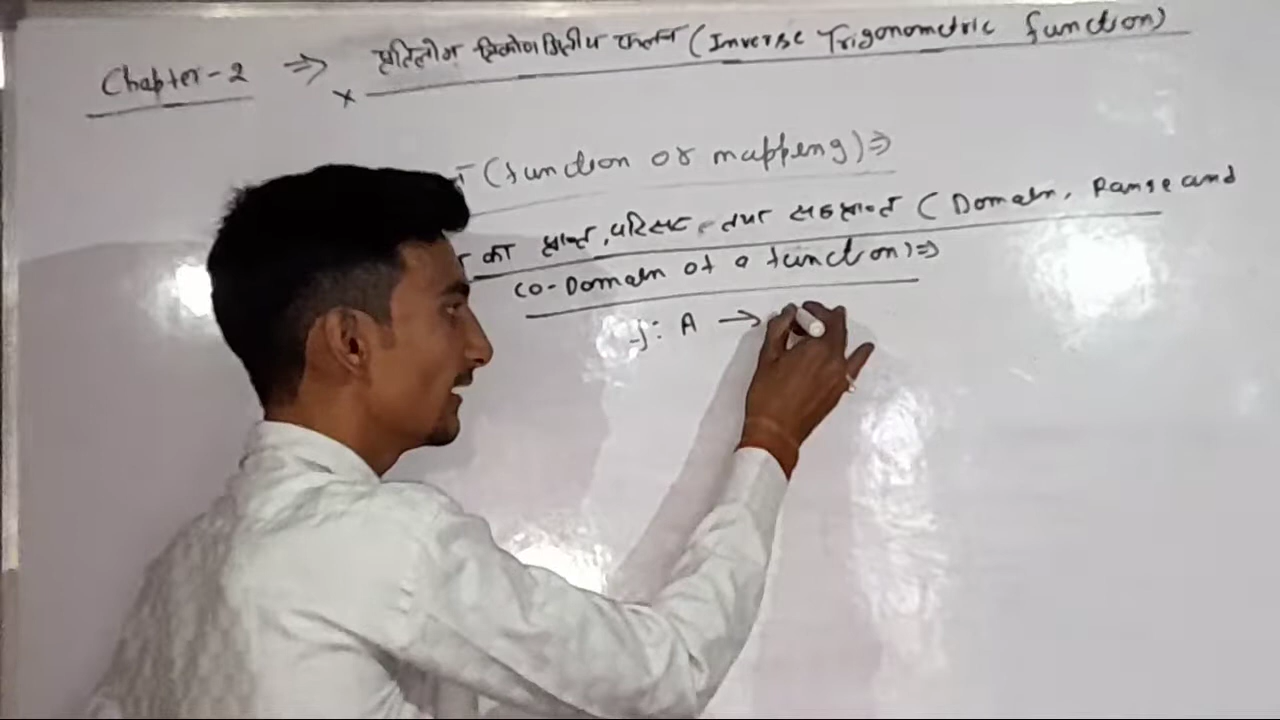 Chapter-2 ⇒ प्रतिलोम त्रिकोणमितीय फलन (Inverse Trigonometric function)
(function or mapping) ⇒
का प्रान्त, परिसर तथा सहप्रान्त (Domain, Range and
Co-Domain of a function) ⇒
f: A →